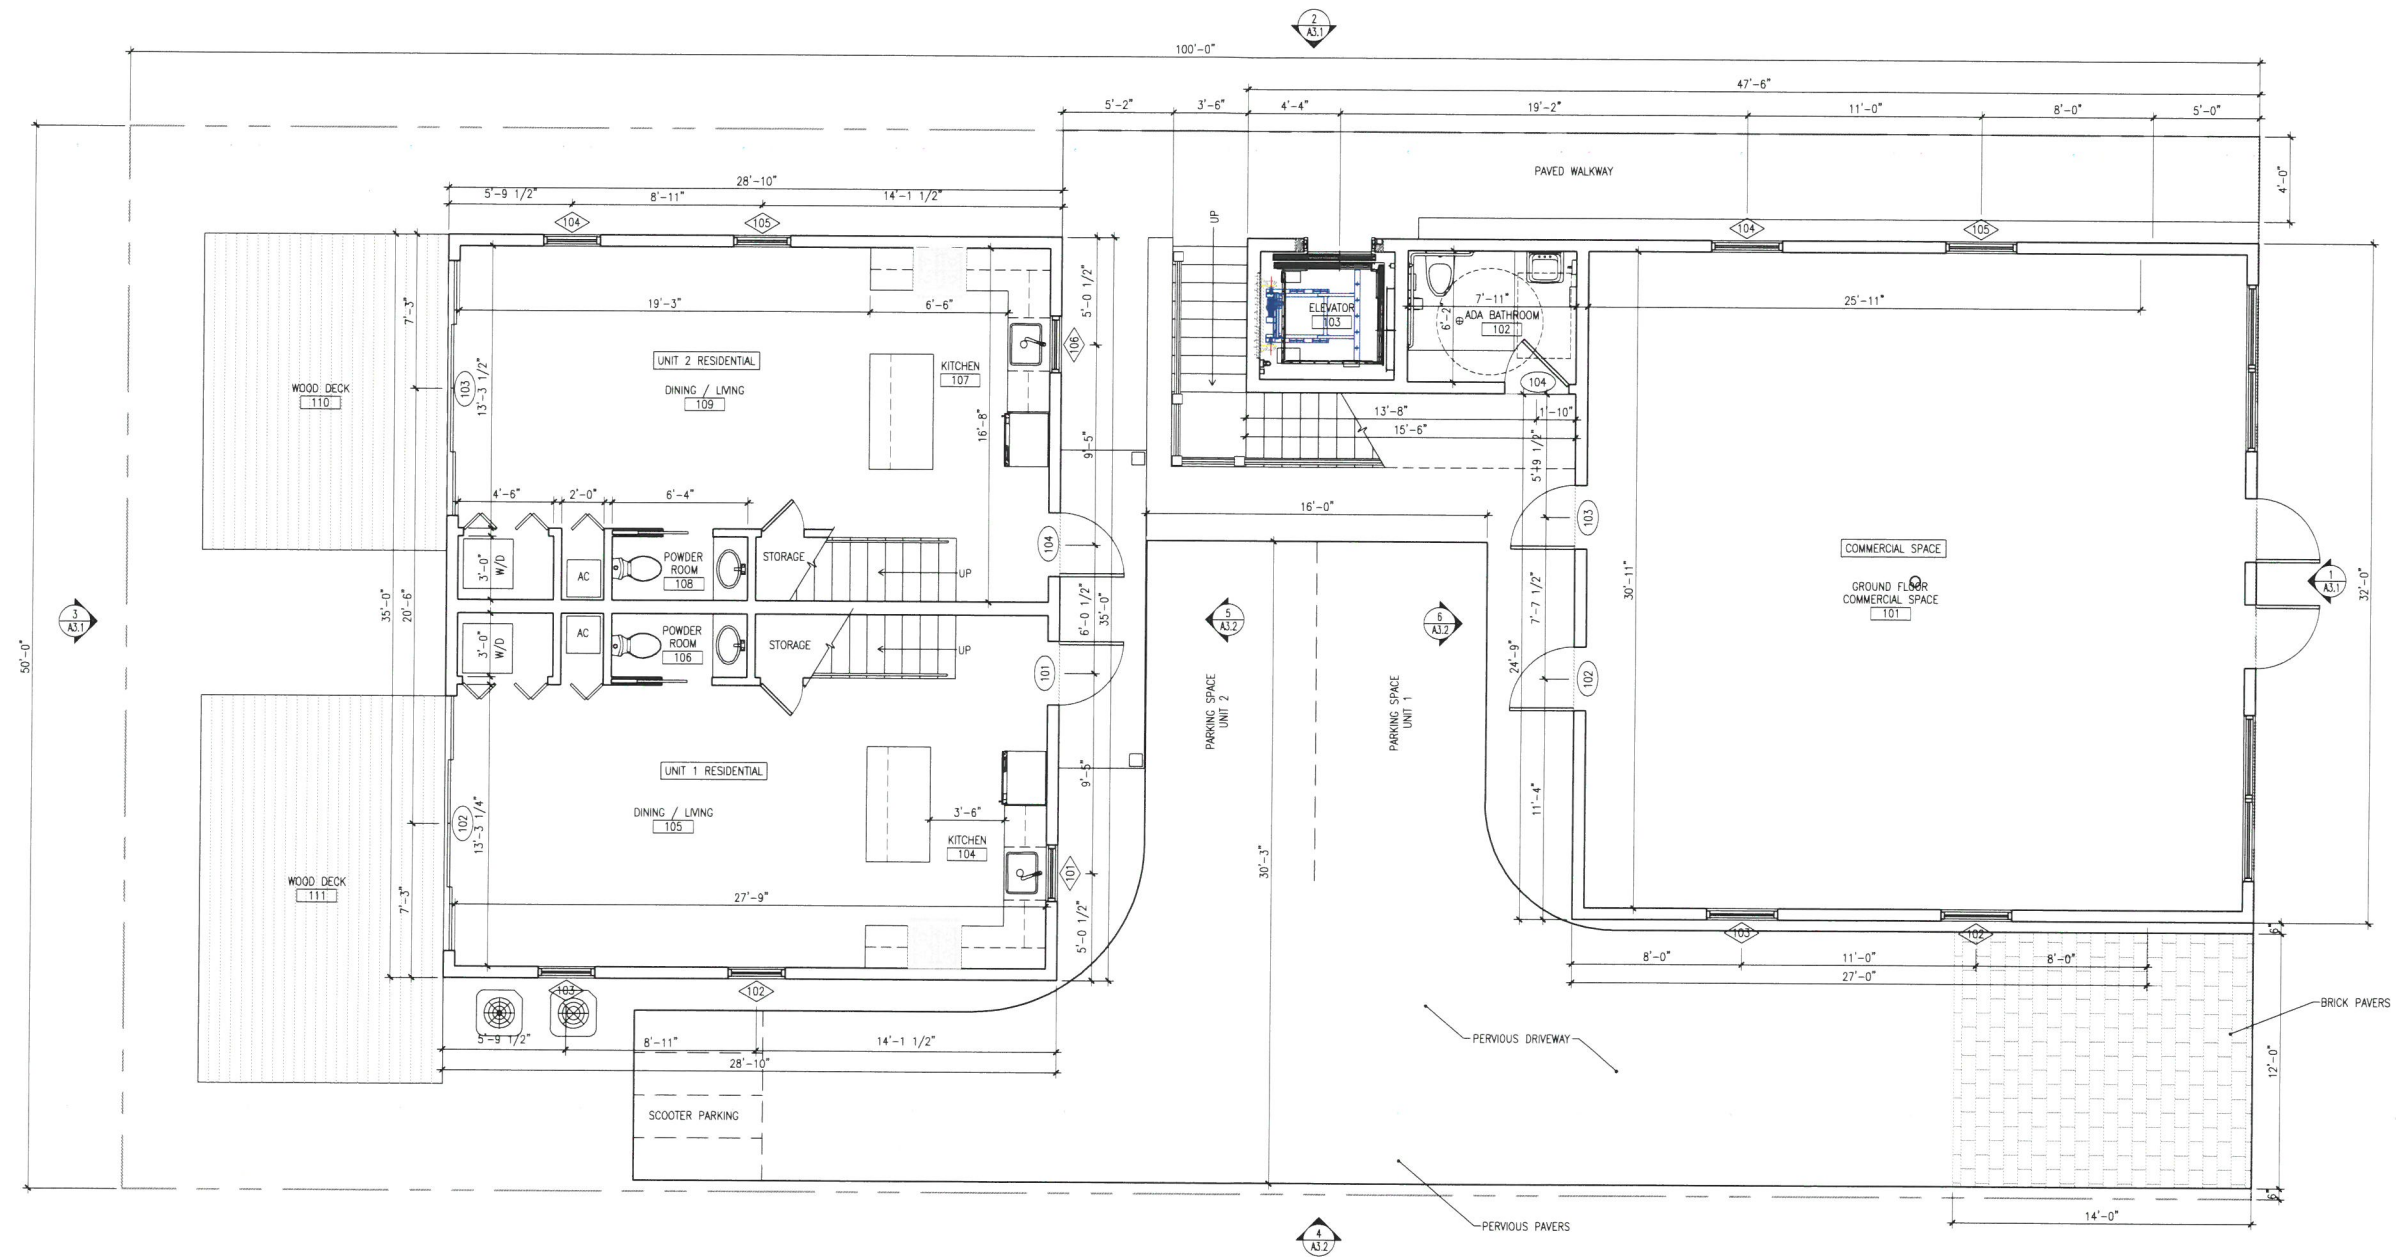 2
A3.1
100'-0"
47'-6"
5'-2"
3'-6"
4'-4"
19'-2"
11'-0"
8'-0"
5'-0"
PAVED WALKWAY
4'-0"
28'-10"
5'-9 1/2"
8'-11"
14'-1 1/2"
104
105
104
105
UP
7'-3"
19'-3"
6'-6"
5'-0 1/2"
ELEVATOR
103
7'-11"
6'-2"
ADA BATHROOM
102
25'-11"
106
UNIT 2 RESIDENTIAL
KITCHEN
107
WOOD DECK
110
103
13'-3 1/2"
DINING / LIVING
109
104
16'-8"
9'-5"
13'-8"
1'-10"
15'-6"
5'-9 1/2"
4'-6"
2'-0"
6'-4"
16'-0"
103
104
3'-0"
W/D
AC
POWDER
ROOM
108
STORAGE
UP
COMMERCIAL SPACE
GROUND FLOOR
COMMERCIAL SPACE
101
1
A3.1
32'-0"
30'-11"
7'-7 1/2"
3
A3.1
50'-0"
35'-0"
20'-6"
6'-0 1/2"
35'-0"
5
A3.2
6
A3.2
3'-0"
W/D
AC
POWDER
ROOM
106
STORAGE
UP
101
102
24'-9"
PARKING SPACE
UNIT 2
PARKING SPACE
UNIT 1
UNIT 1 RESIDENTIAL
9'-5"
11'-4"
DINING / LIVING
105
3'-6"
KITCHEN
104
102
13'-3 1/4"
WOOD DECK
111
7'-3"
27'-9"
101
30'-3"
5'-0 1/2"
103
102
6"
8'-0"
11'-0"
8'-0"
27'-0"
103
102
5'-9 1/2"
8'-11"
14'-1 1/2"
28'-10"
BRICK PAVERS
PERVIOUS DRIVEWAY
12'-0"
SCOOTER PARKING
6"
14'-0"
PERVIOUS PAVERS
4
A3.2